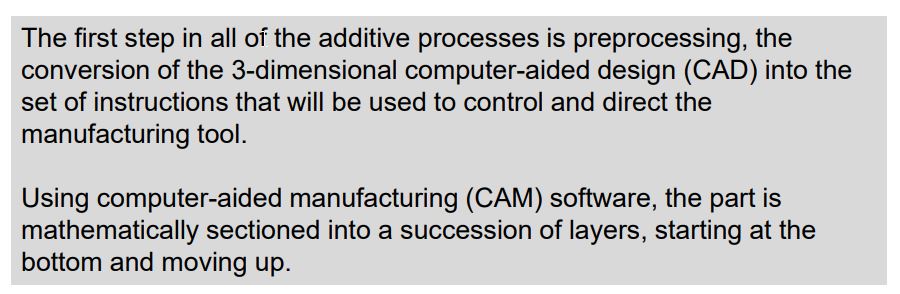 The first step in all of the additive processes is preprocessing, the
conversion of the 3-dimensional computer-aided design (CAD) into the
set of instructions that will be used to control and direct the
manufacturing tool.
Using computer-aided manufacturing (CAM) software, the part is
mathematically sectioned into a succession of layers, starting at the
bottom and moving up.